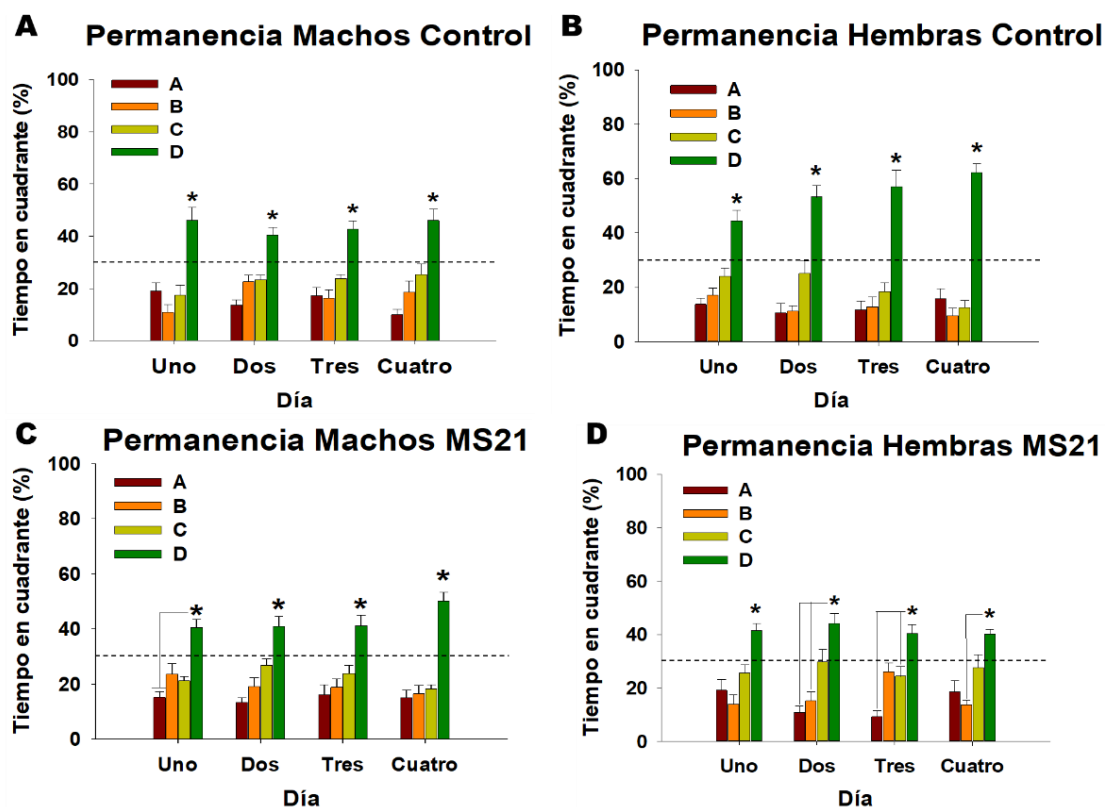 A
Permanencia Machos Control
Tiempo en cuadrante (%)
100
80
60
40
20
0
A
B
C
D
*
*
*
*
Uno Dos Tres Cuatro
Día
B
Permanencia Hembras Control
Tiempo en cuadrante (%)
100
80
60
40
20
0
A
B
C
D
*
*
*
*
Uno Dos Tres Cuatro
Día
C
Permanencia Machos MS21
Tiempo en cuadrante (%)
100
80
60
40
20
0
A
B
C
D
*
*
*
*
Uno Dos Tres Cuatro
Día
D
Permanencia Hembras MS21
Tiempo en cuadrante (%)
100
80
60
40
20
0
A
B
C
D
*
*
*
*
Uno Dos Tres Cuatro
Día